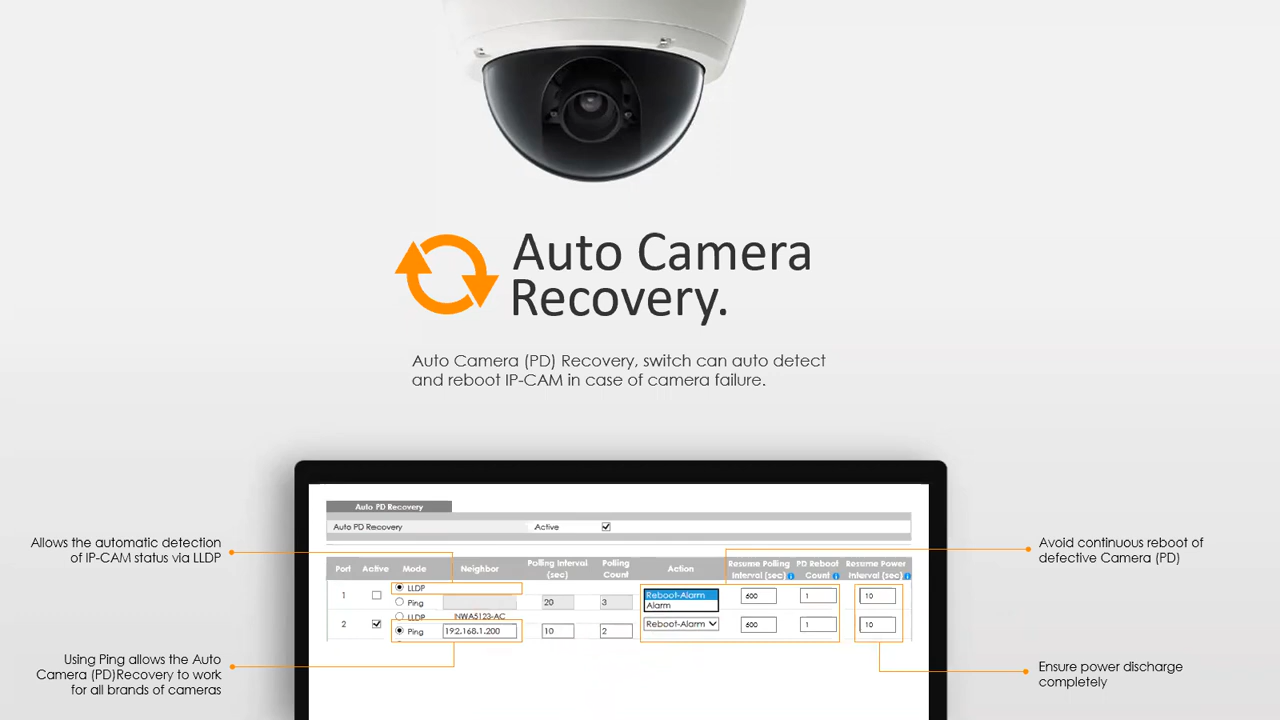 Auto Camera
Recovery.
Auto Camera (PD) Recovery, switch can auto detect
and reboot IP-CAM in case of camera failure.
Auto PD Recovery
Auto PD Recovery Active
Port Active Mode Neighbor Polling Interval (sec) Polling Count Action Resume Polling Interval (sec) PD Reboot Count Resume Power Interval (sec)
1 LLDP
Ping 20 3 Reboot-Alarm 600 1 10
Alarm
2 LLDP NWA5123-AC
Ping 192.168.1.200 10 2 Reboot-Alarm 600 1 10
Allows the automatic detection
of IP-CAM status via LLDP
Using Ping allows the Auto
Camera (PD)Recovery to work
for all brands of cameras
Avoid continuous reboot of
defective Camera (PD)
Ensure power discharge
completely